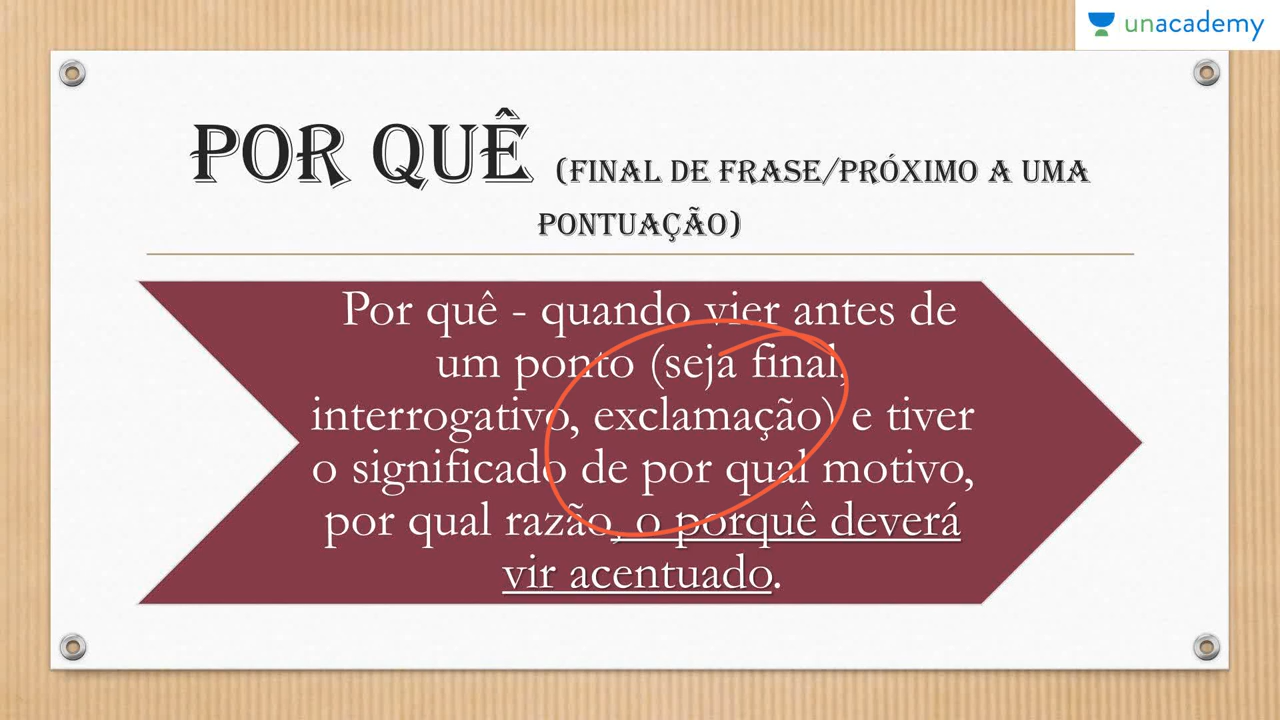 unacademy
POR QUÊ (FINAL DE FRASE/PRÓXIMO A UMA
PONTUAÇÃO)
Por quê - quando vier antes de
um ponto (seja final,
interrogativo, exclamação) e tiver
o significado de por qual motivo,
por qual razão, o porquê deverá
vir acentuado.